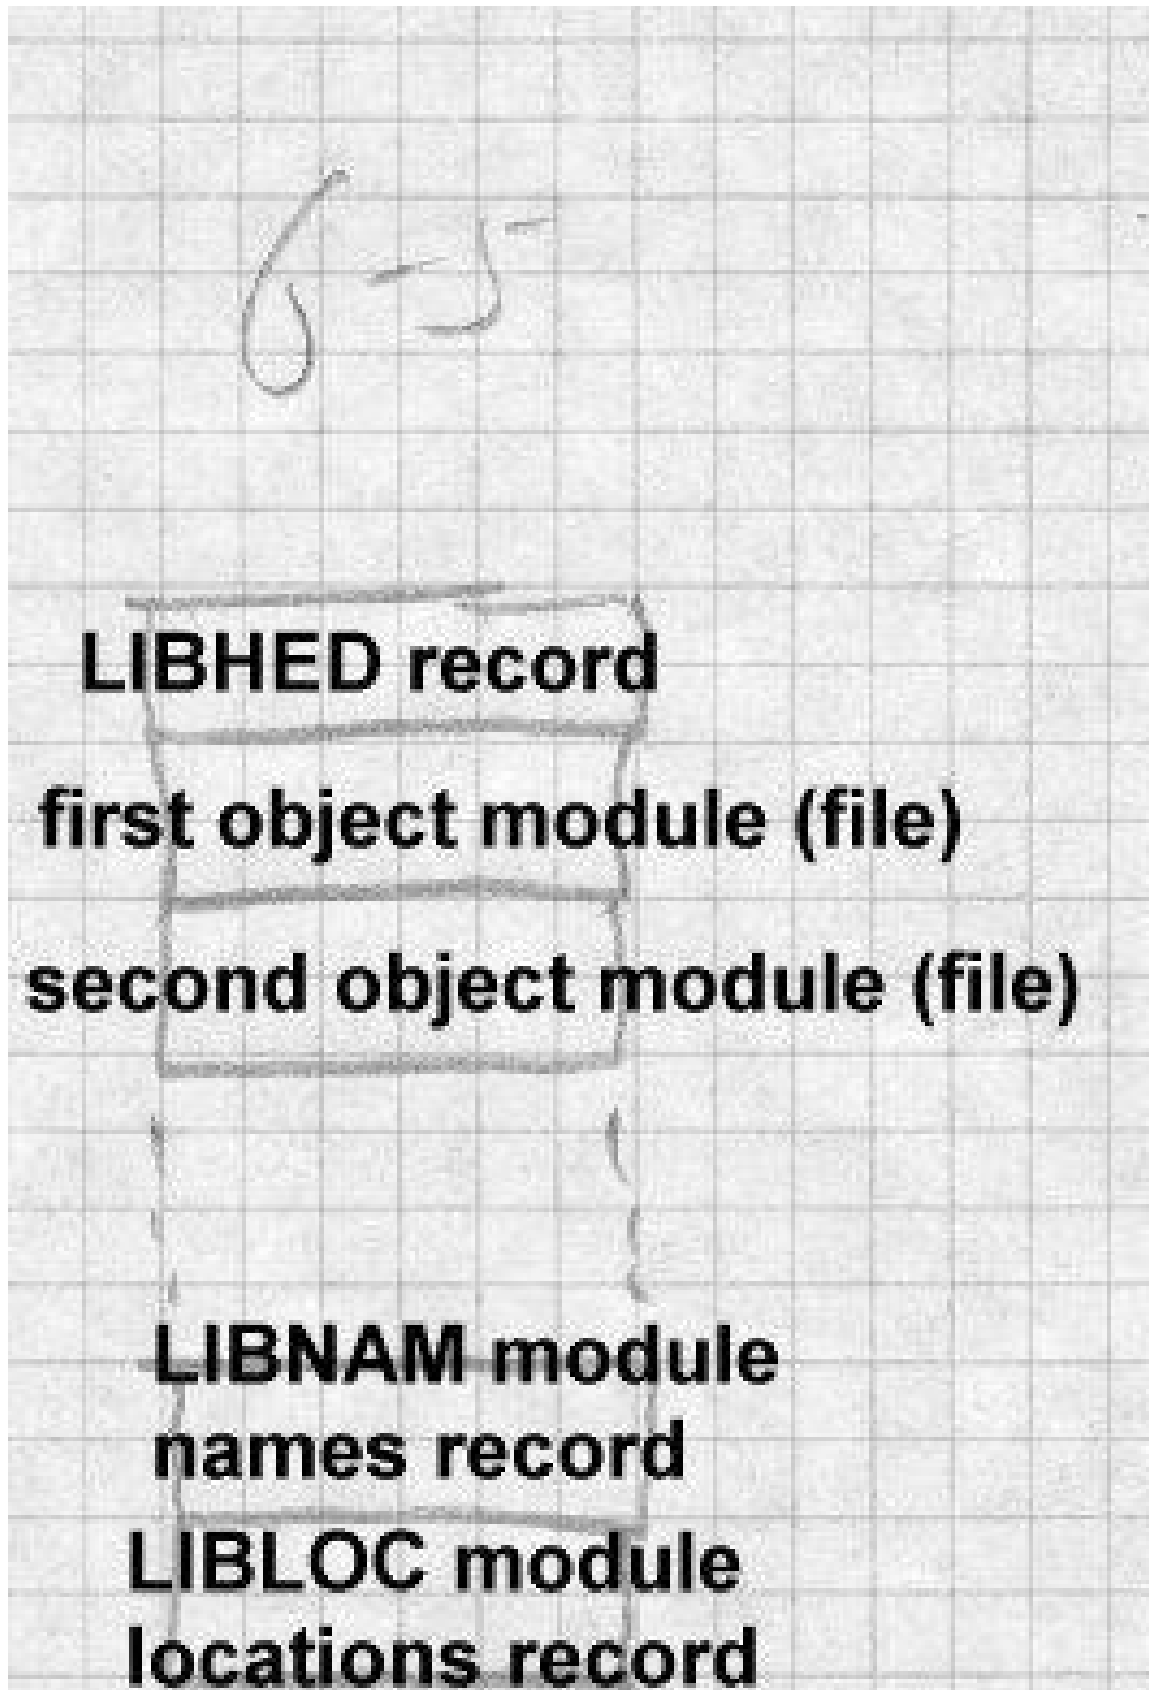 6-5
LIBHED record
first object module (file)
second object module (file)
LIBNAM module
names record
LIBLOC module
locations record